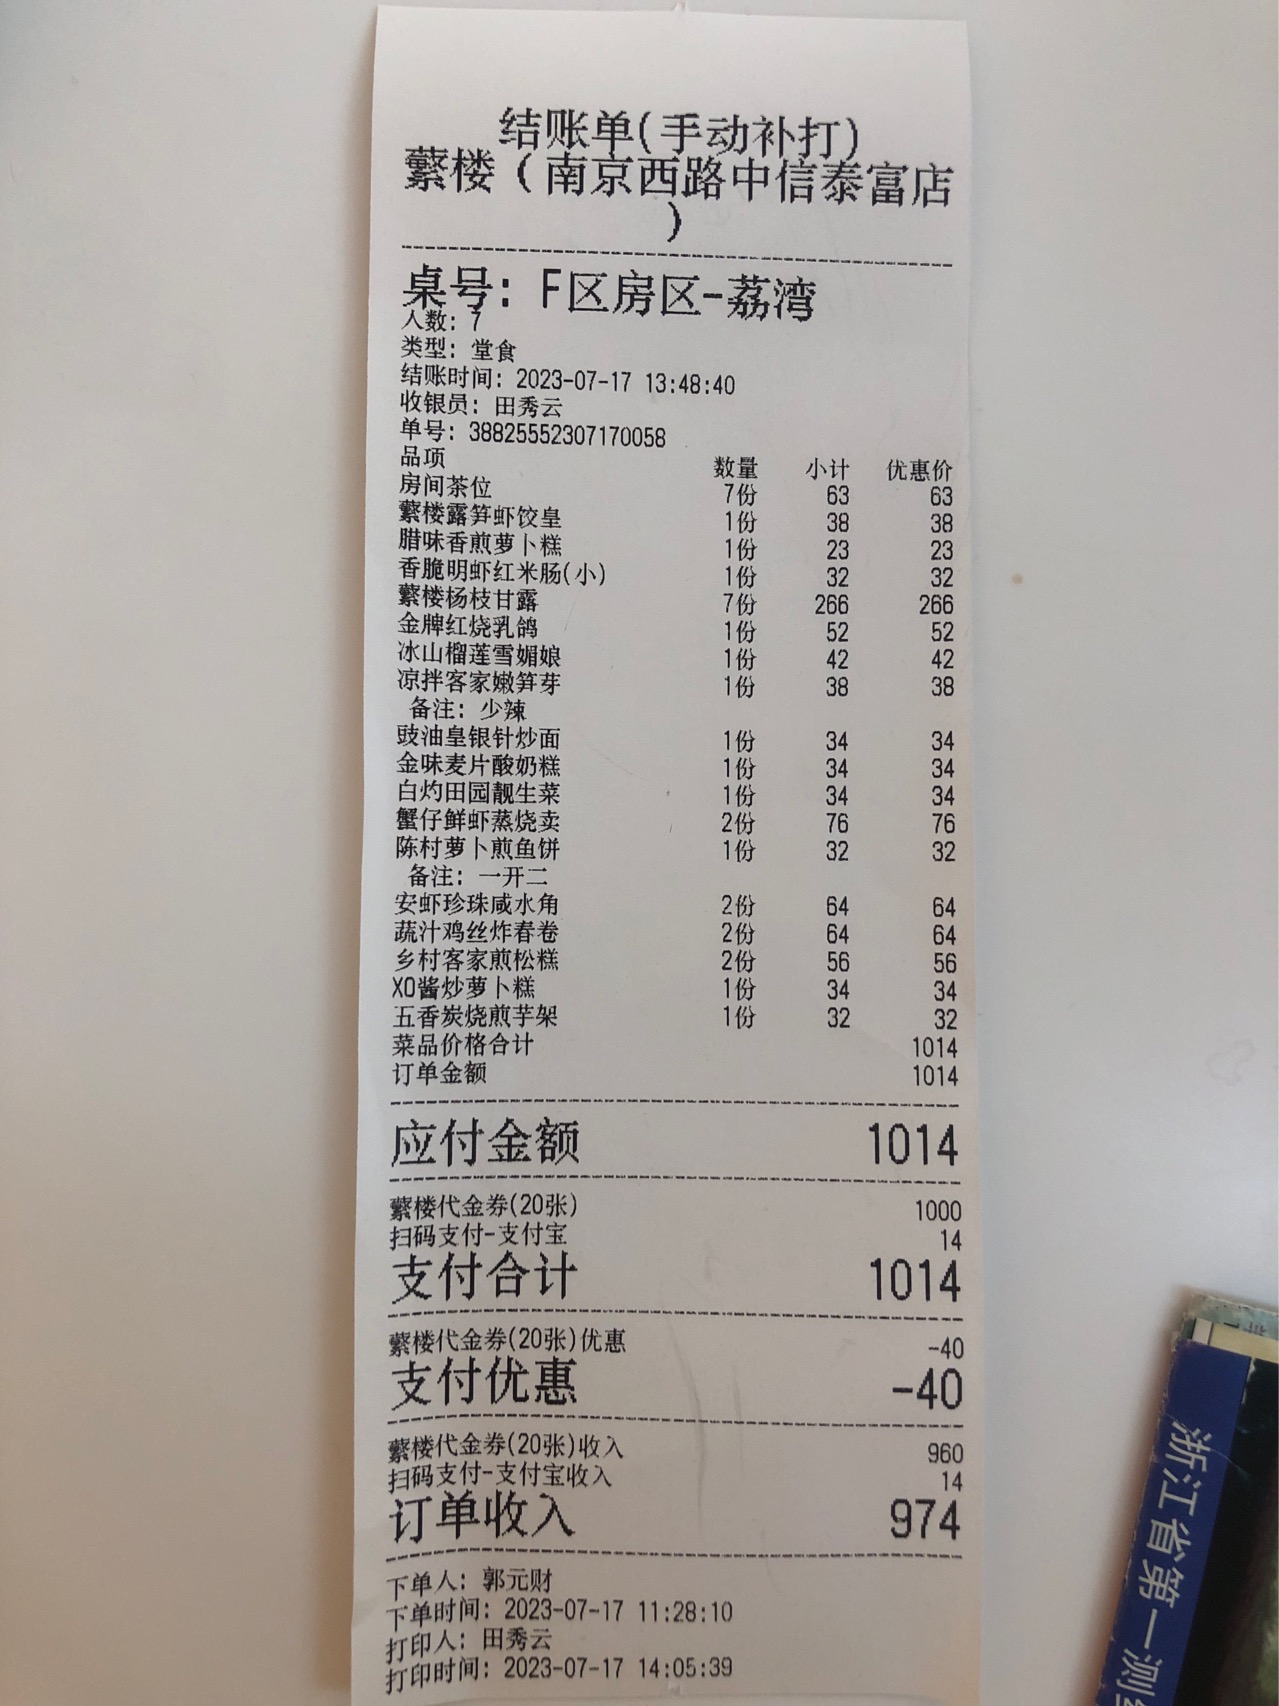 结账单(手动补打)
蘩楼（南京西路中信泰富店
）
桌号: F区房区-荔湾
人数: 7
类型: 堂食
结账时间: 2023-07-17 13:48:40
收银员: 田秀云
单号: 38825552307170058
品项 数量 小计 优惠价
房间茶位 7份 63 63
蘩楼露笋虾饺皇 1份 38 38
腊味香煎萝卜糕 1份 23 23
香脆明虾红米肠(小) 1份 32 32
蘩楼杨枝甘露 7份 266 266
金牌红烧乳鸽 1份 52 52
冰山榴莲雪媚娘 1份 42 42
凉拌客家嫩笋芽 1份 38 38
备注: 少辣
豉油皇银针炒面 1份 34 34
金味麦片酸奶糕 1份 34 34
白灼田园靓生菜 1份 34 34
蟹仔鲜虾蒸烧卖 2份 76 76
陈村萝卜煎鱼饼 1份 32 32
备注: 一开二
安虾珍珠咸水角 2份 64 64
蔬汁鸡丝炸春卷 2份 64 64
乡村客家煎松糕 2份 56 56
XO酱炒萝卜糕 1份 34 34
五香炭烧煎芋架 1份 32 32
菜品价格合计 1014
订单金额 1014
应付金额 1014
蘩楼代金券(20张) 1000
扫码支付-支付宝 14
支付合计 1014
蘩楼代金券(20张)优惠 -40
支付优惠 -40
蘩楼代金券(20张)收入 960
扫码支付-支付宝收入 14
订单收入 974
下单人: 郭元财
下单时间: 2023-07-17 11:28:10
打印人: 田秀云
打印时间: 2023-07-17 14:05:39
浙江省第一测